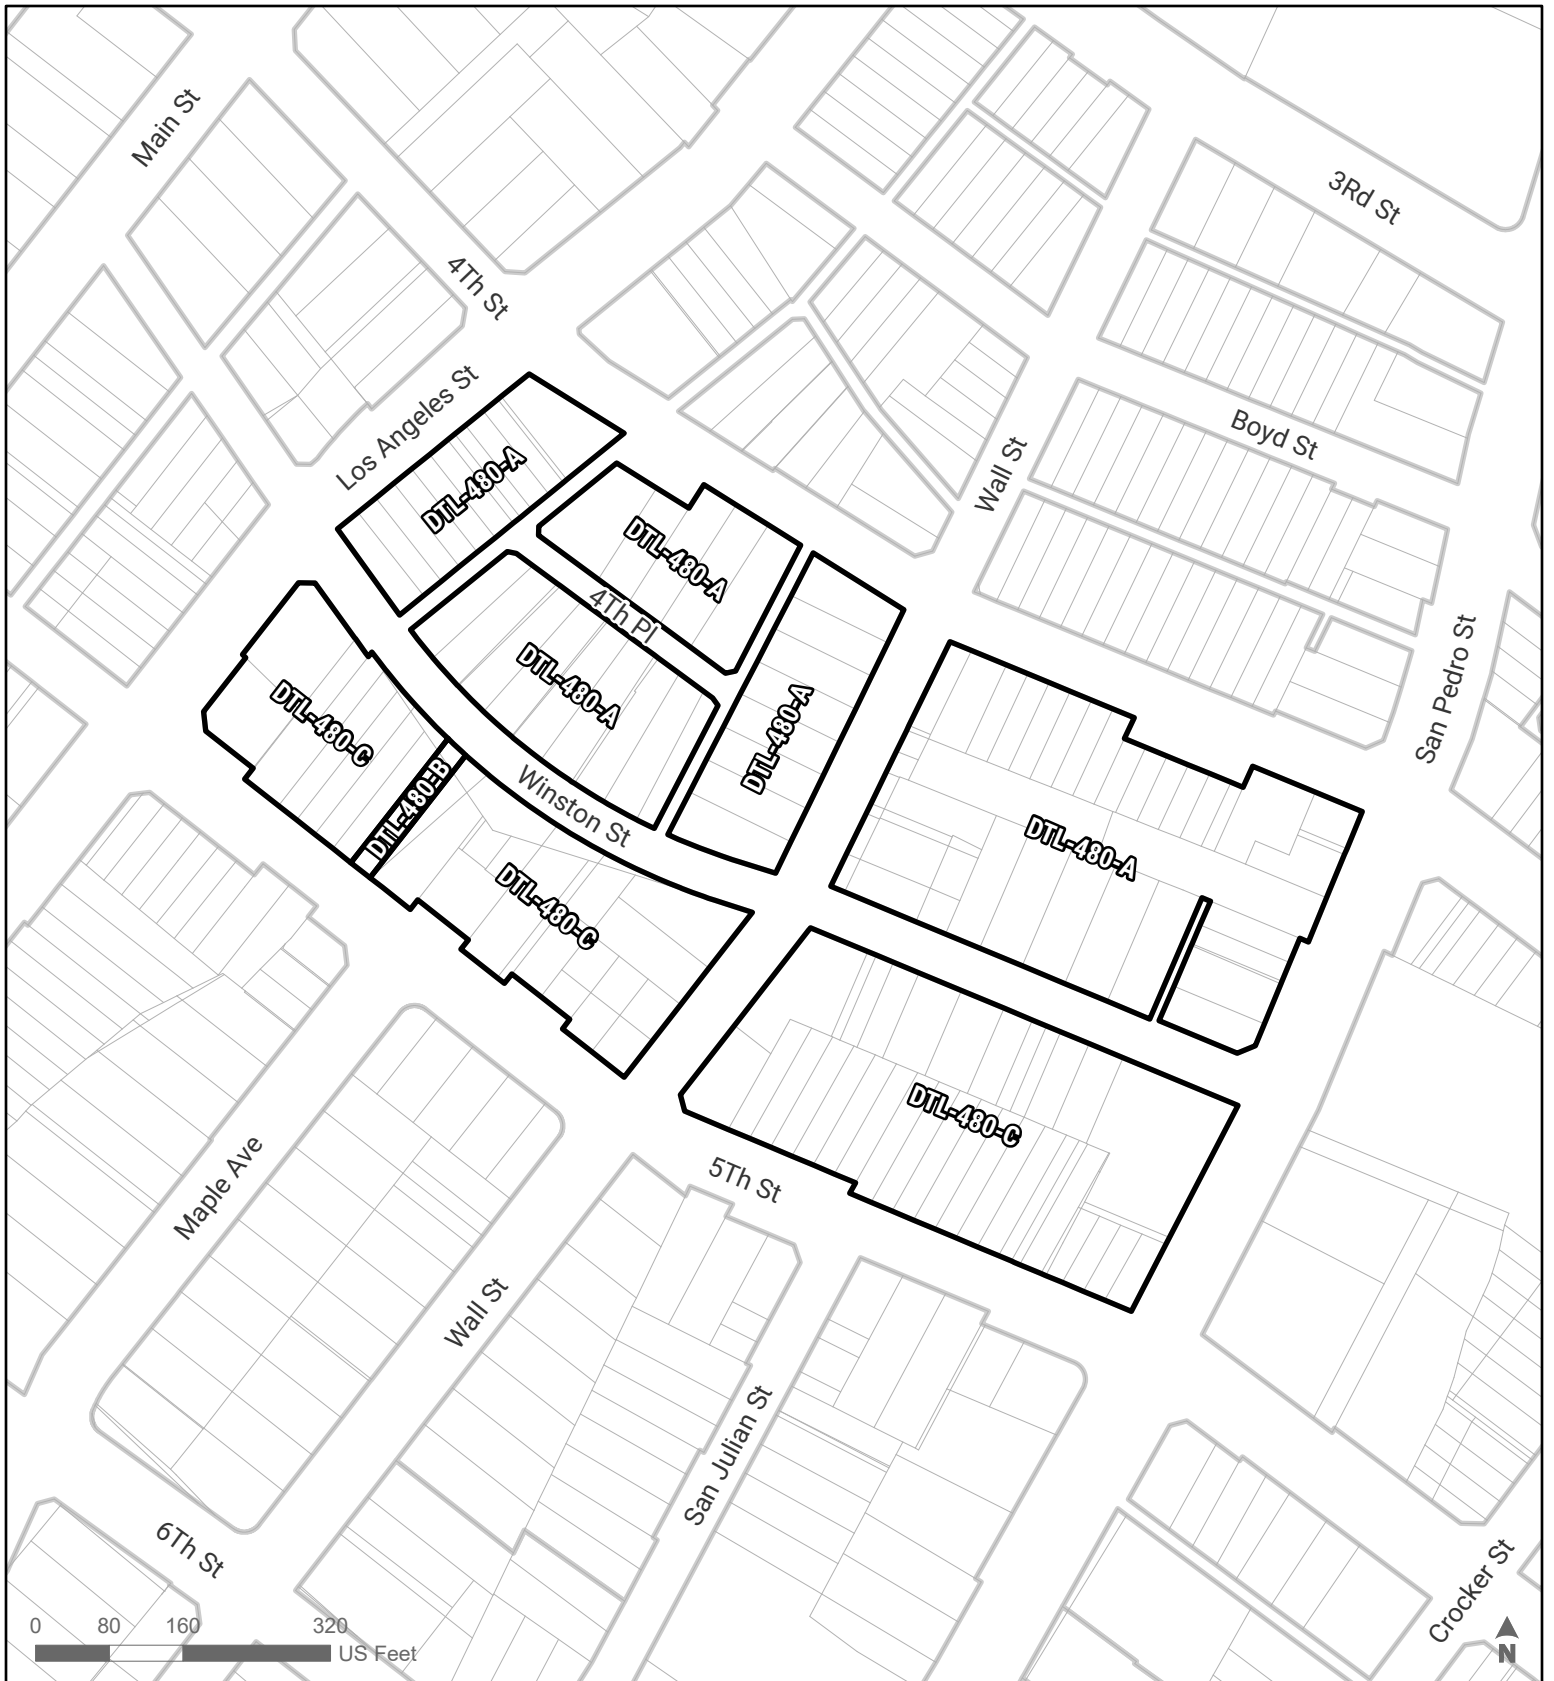 Main St
3Rd St
4Th St
Los Angeles St
Boyd St
Wall St
DTL-480-A
DTL-480-A
4Th Pl
DTL-480-A
DTL-480-A
San Pedro St
DTL-480-C
DTL-480-B
Winston St
DTL-480-A
DTL-480-C
DTL-480-C
5Th St
Maple Ave
Wall St
San Julian St
6Th St
Crocker St
0 80 160 320
US Feet
N